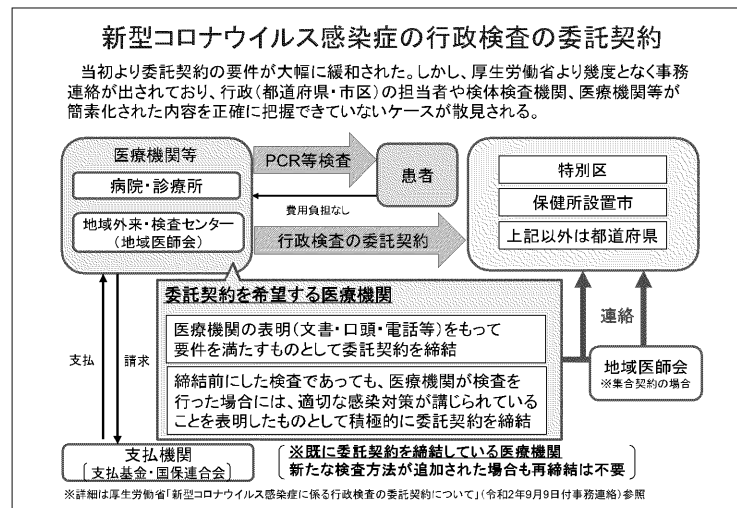 新型コロナウイルス感染症の行政検査の委託契約
当初より委託契約の要件が大幅に緩和された。しかし、厚生労働省より幾度となく事務
連絡が出されており、行政(都道府県・市区)の担当者や検体検査機関、医療機関等が
簡素化された内容を正確に把握できていないケースが散見される。
医療機関等
病院・診療所
地域外来・検査センター
(地域医師会)
PCR等検査
患者
費用負担なし
行政検査の委託契約
特別区
保健所設置市
上記以外は都道府県
委託契約を希望する医療機関
医療機関の表明(文書・口頭・電話等)をもって
要件を満たすものとして委託契約を締結
締結前にした検査であっても、医療機関が検査を
行った場合には、適切な感染対策が講じられている
ことを表明したものとして積極的に委託契約を締結
連絡
地域医師会
※集合契約の場合
支払
請求
支払機関
[支払基金・国保連合会]
※既に委託契約を締結している医療機関
新たな検査方法が追加された場合も再締結は不要
※詳細は厚生労働省「新型コロナウイルス感染症に係る行政検査の委託契約について」(令和2年9月9日付事務連絡)参照